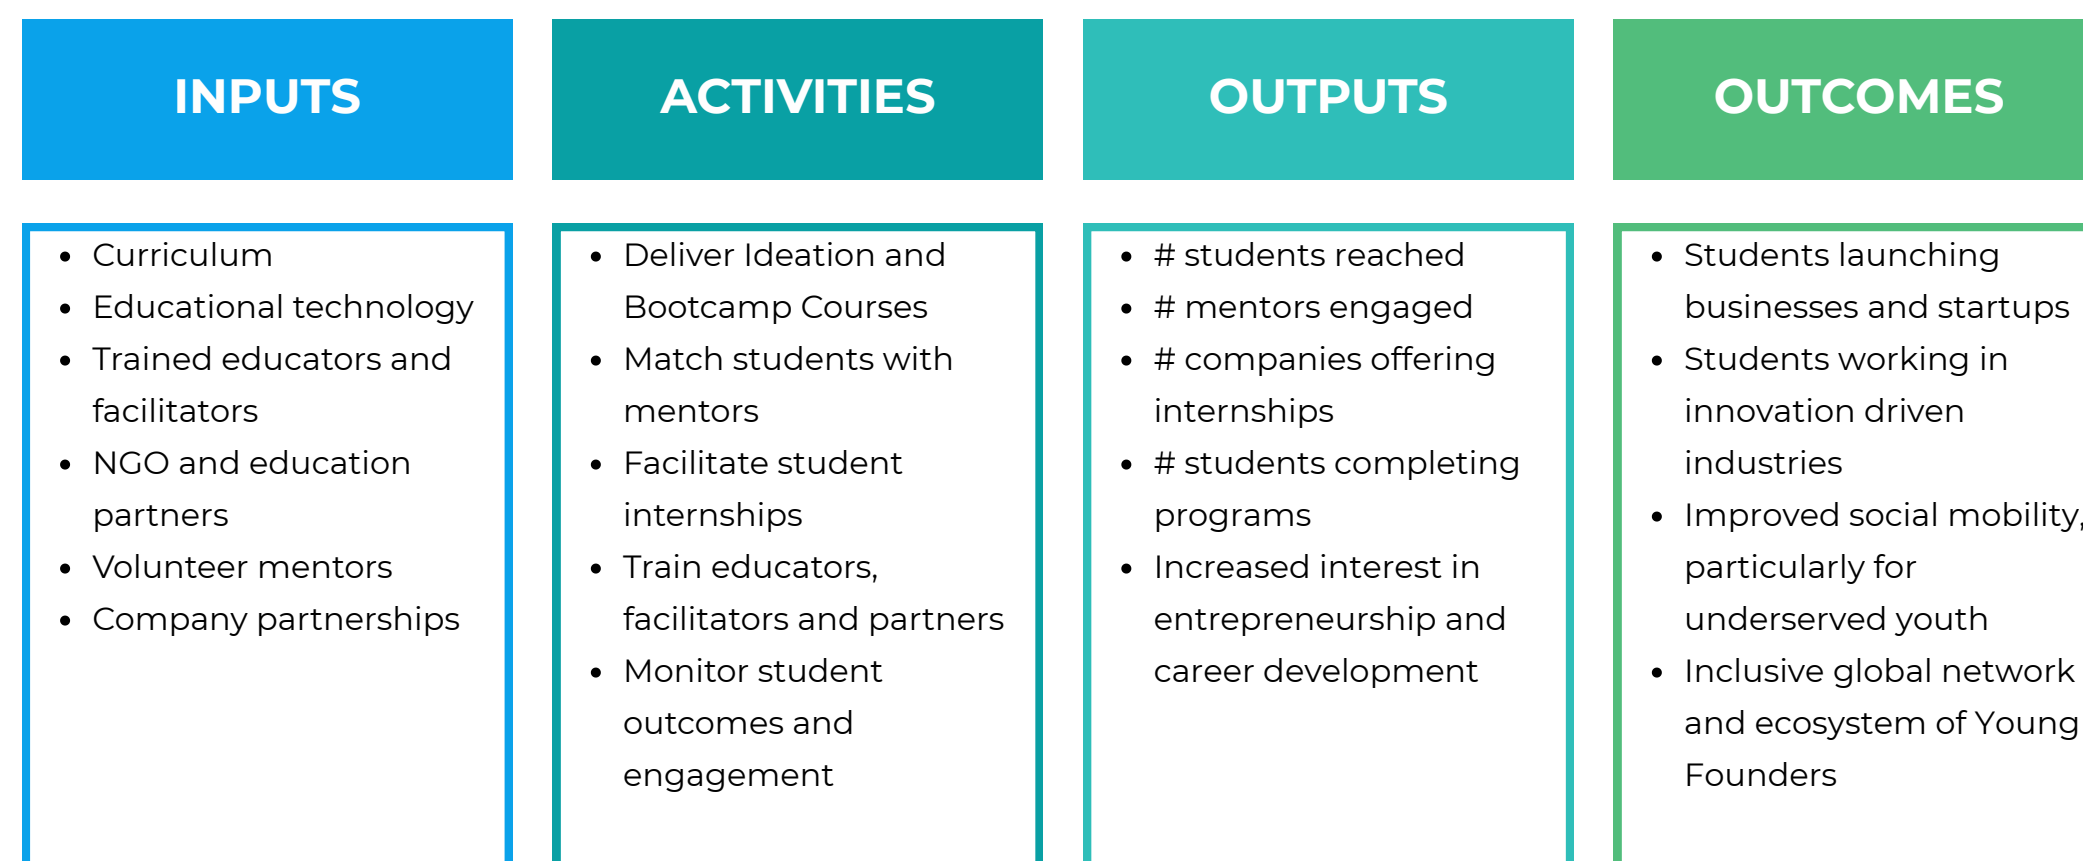 INPUTS
• Curriculum
• Educational technology
• Trained educators and
facilitators
• NGO and education
partners
• Volunteer mentors
• Company partnerships
ACTIVITIES
• Deliver Ideation and
Bootcamp Courses
• Match students with
mentors
• Facilitate student
internships
• Train educators,
facilitators and partners
• Monitor student
outcomes and
engagement
OUTPUTS
• # students reached
• # mentors engaged
• # companies offering
internships
• # students completing
programs
• Increased interest in
entrepreneurship and
career development
OUTCOMES
• Students launching
businesses and startups
• Students working in
innovation driven
industries
• Improved social mobility,
particularly for
underserved youth
• Inclusive global network
and ecosystem of Young
Founders